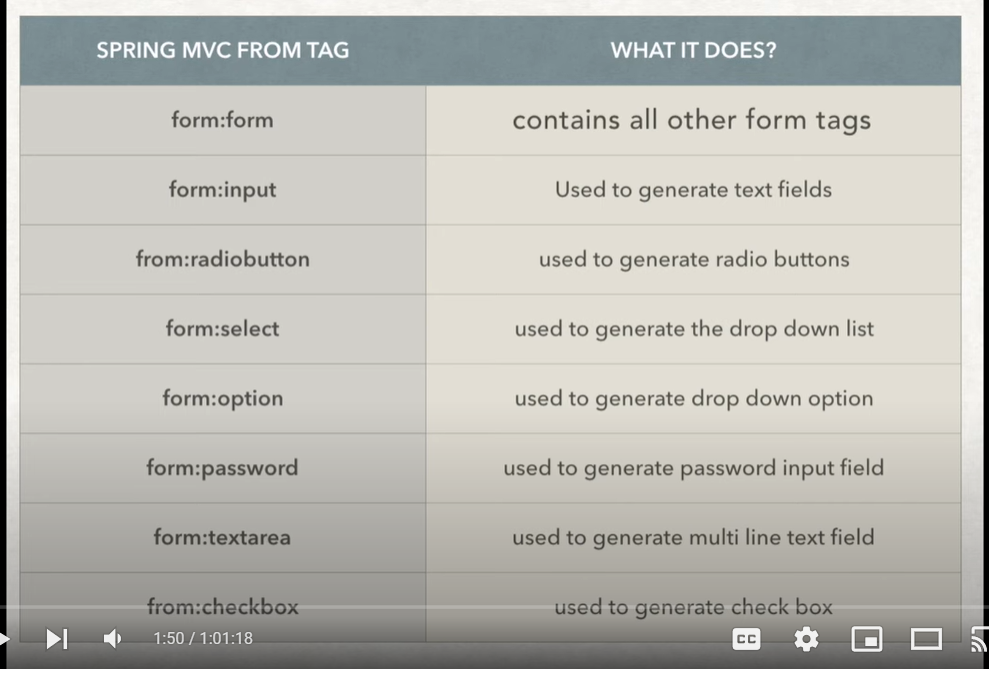 SPRING MVC FROM TAG WHAT IT DOES?
form:form contains all other form tags
form:input Used to generate text fields
from:radiobutton used to generate radio buttons
form:select used to generate the drop down list
form:option used to generate drop down option
form:password used to generate password input field
form:textarea used to generate multi line text field
from:checkbox used to generate check box
1:50 / 1:01:18 CC